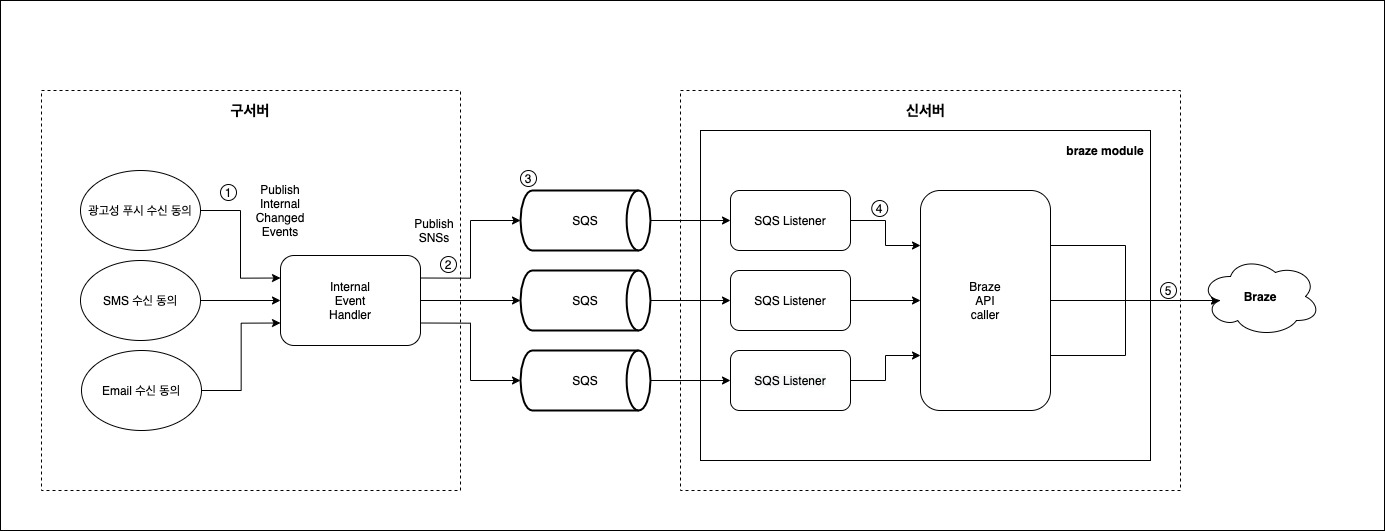 구서버
신서버
braze module
광고성 푸시 수신 동의
①
Publish
Internal
Changed
Events
Publish
SNSs
②
③
SQS
SQS Listener
④
SMS 수신 동의
Internal
Event
Handler
SQS
SQS Listener
Braze
API
caller
⑤
Braze
Email 수신 동의
SQS
SQS Listener